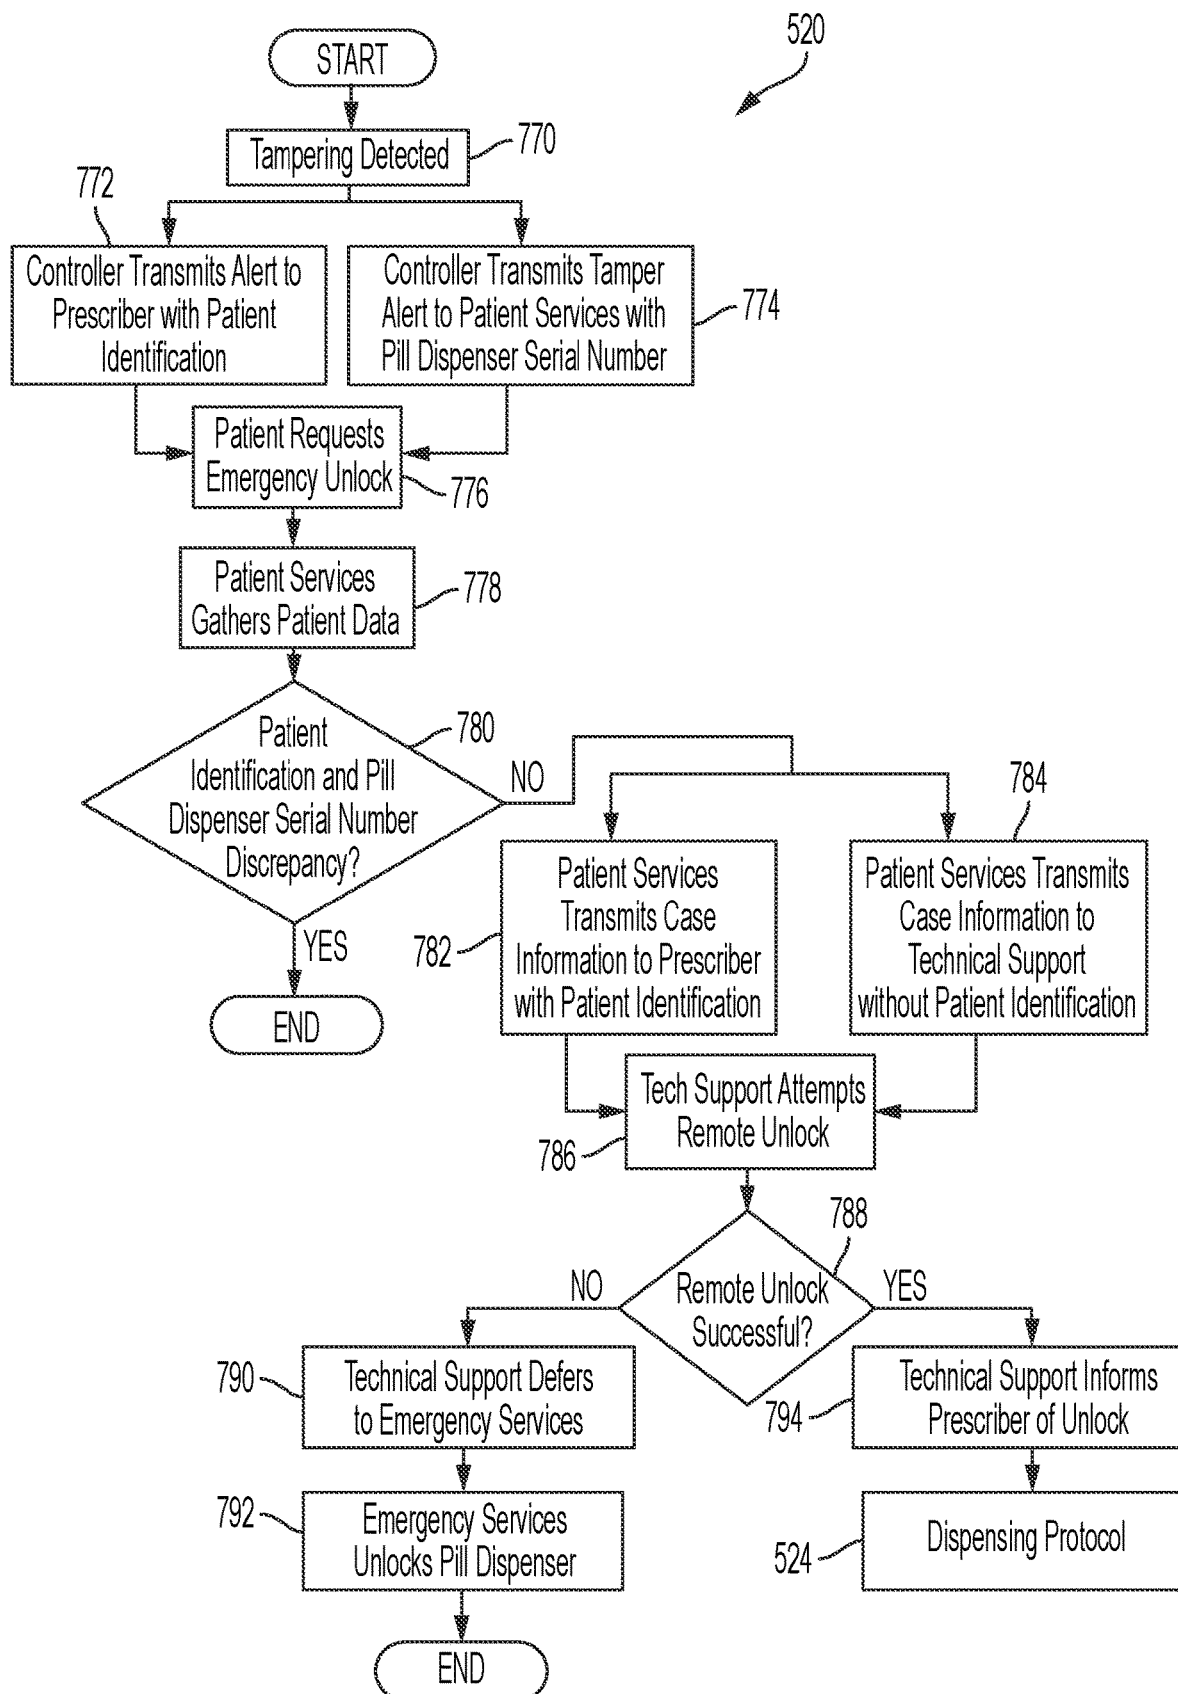 520
START
Tampering Detected
770
772
Controller Transmits Alert to
Prescriber with Patient
Identification
Controller Transmits Tamper
Alert to Patient Services with
Pill Dispenser Serial Number
774
Patient Requests
Emergency Unlock
776
Patient Services
Gathers Patient Data
778
Patient
Identification and Pill
Dispenser Serial Number
Discrepancy?
780
NO
YES
END
782
Patient Services
Transmits Case
Information to Prescriber
with Patient Identification
784
Patient Services Transmits
Case Information to
Technical Support
without Patient Identification
Tech Support Attempts
Remote Unlock
786
788
Remote Unlock
Successful?
NO
YES
790
Technical Support Defers
to Emergency Services
794
Technical Support Informs
Prescriber of Unlock
792
Emergency Services
Unlocks Pill Dispenser
524
Dispensing Protocol
END